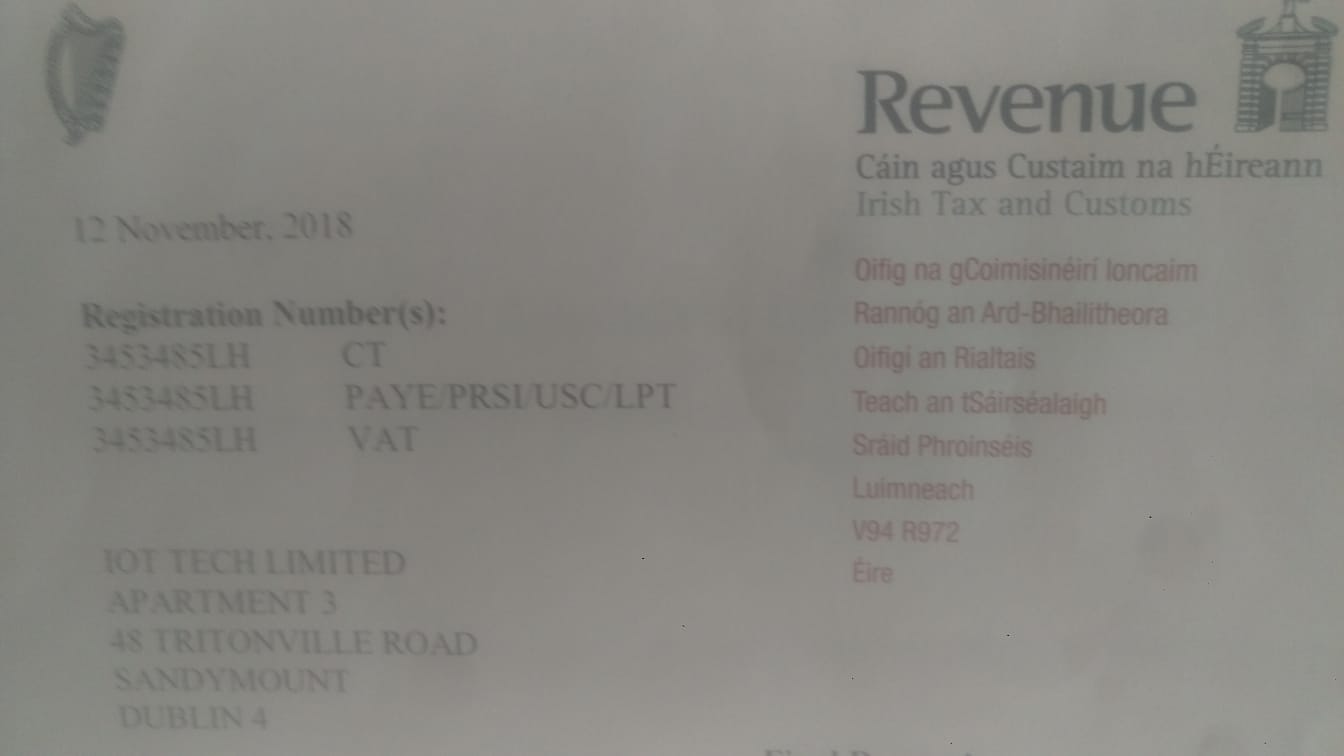 12 November, 2018
Registration Number(s):
3453485LH CT
3453485LH PAYE/PRSI/USC/LPT
3453485LH VAT
IOT TECH LIMITED
APARTMENT 3
48 TRITONVILLE ROAD
SANDYMOUNT
DUBLIN 4
Revenue
Cáin agus Custaim na hÉireann
Irish Tax and Customs
Oifig na gCoimisinéirí Ioncaim
Rannóg an Ard-Bhailitheora
Oifigí an Rialtais
Teach an tSáirséalaigh
Sráid Phroinséis
Luimneach
V94 R972
Éire